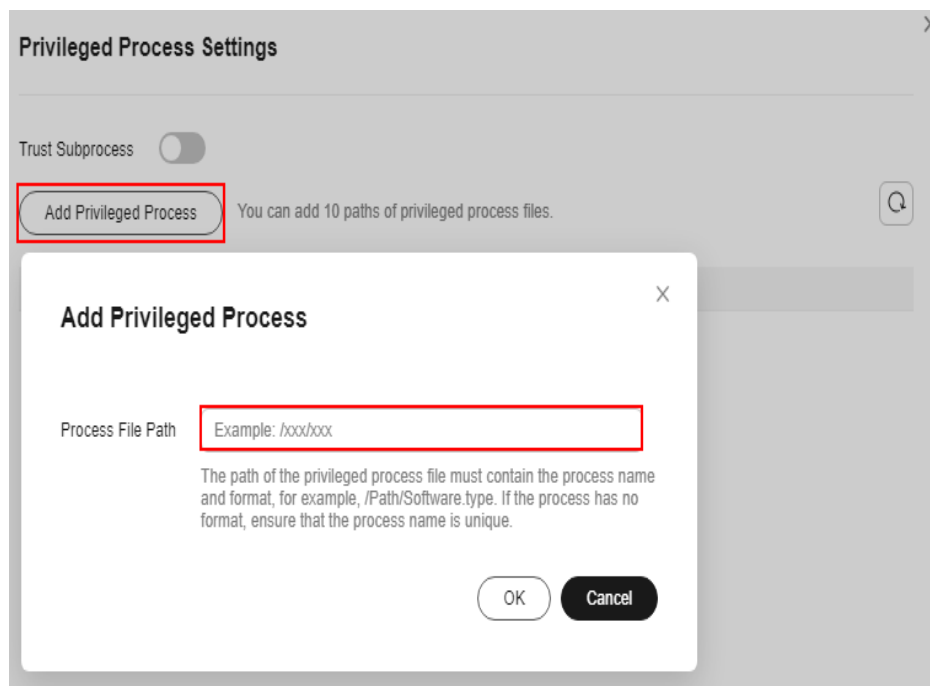 Privileged Process Settings
Trust Subprocess
Add Privileged Process
You can add 10 paths of privileged process files.
Add Privileged Process
Process File Path
Example: /xxx/xxx
The path of the privileged process file must contain the process name
and format, for example, /Path/Software.type. If the process has no
format, ensure that the process name is unique.
OK
Cancel